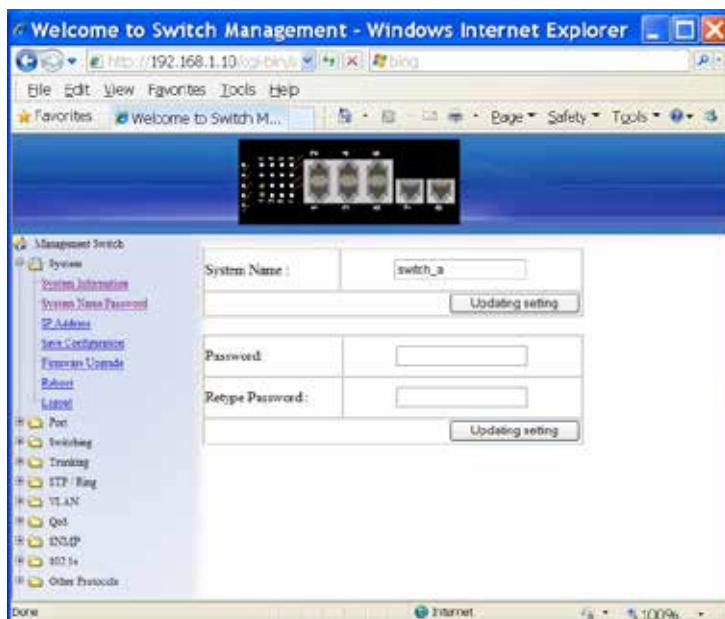 Welcome to Switch Management - Windows Internet Explorer
http://192.168.1.10/cgi-bin/
bing
File Edit View Favorites Tools Help
Favorites Welcome to Switch M...
Page Safety Tools
Management Switch
System
System Information
System Name/Password
IP Address
Save Configuration
Firmware Upgrade
Reboot
Logout
Port
Switching
Trunking
STP / Ring
VLAN
QoS
SNMP
802.1x
Other Protocols
System Name :
switch_a
Updating setting
Password:
Retype Password :
Updating setting
Done
Internet
100%